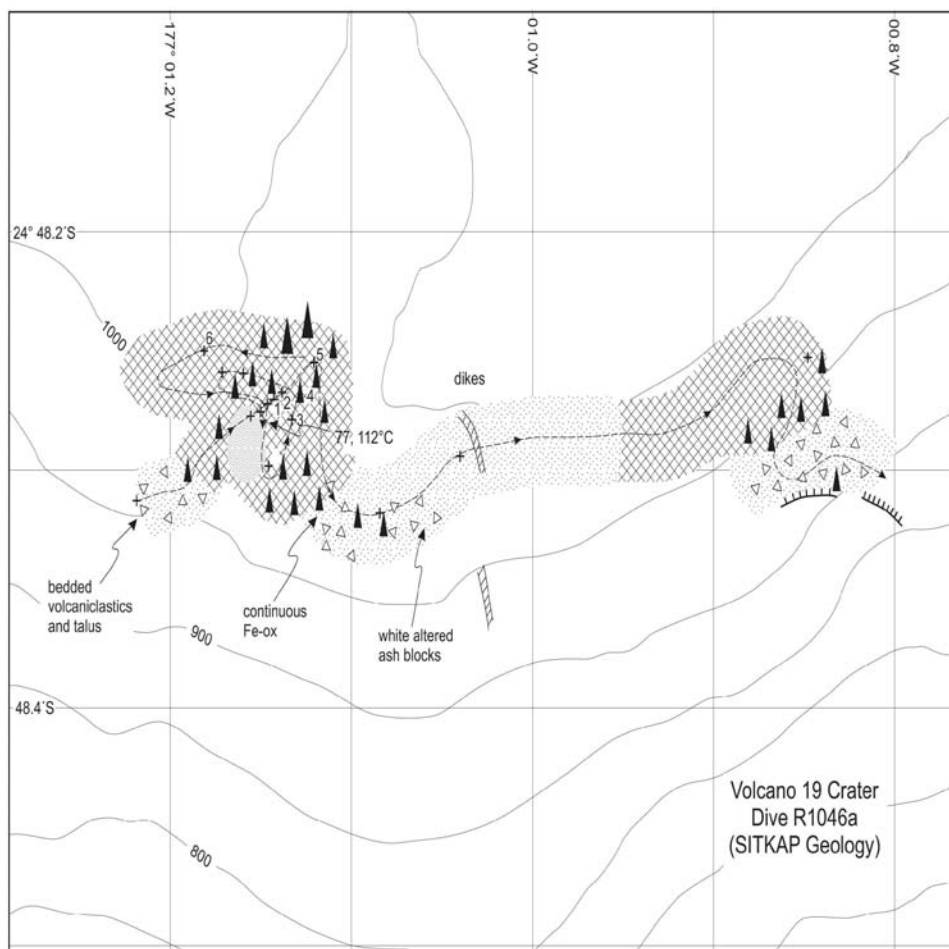 177° 01.2'W
01.0'W
00.8'W
24° 48.2'S
1000
6
5
dikes
4
2
1
3
77, 112°C
bedded
volcaniclastics
and talus
continuous
Fe-ox
white altered
ash blocks
900
48.4'S
Volcano 19 Crater
Dive R1046a
(SITKAP Geology)
800